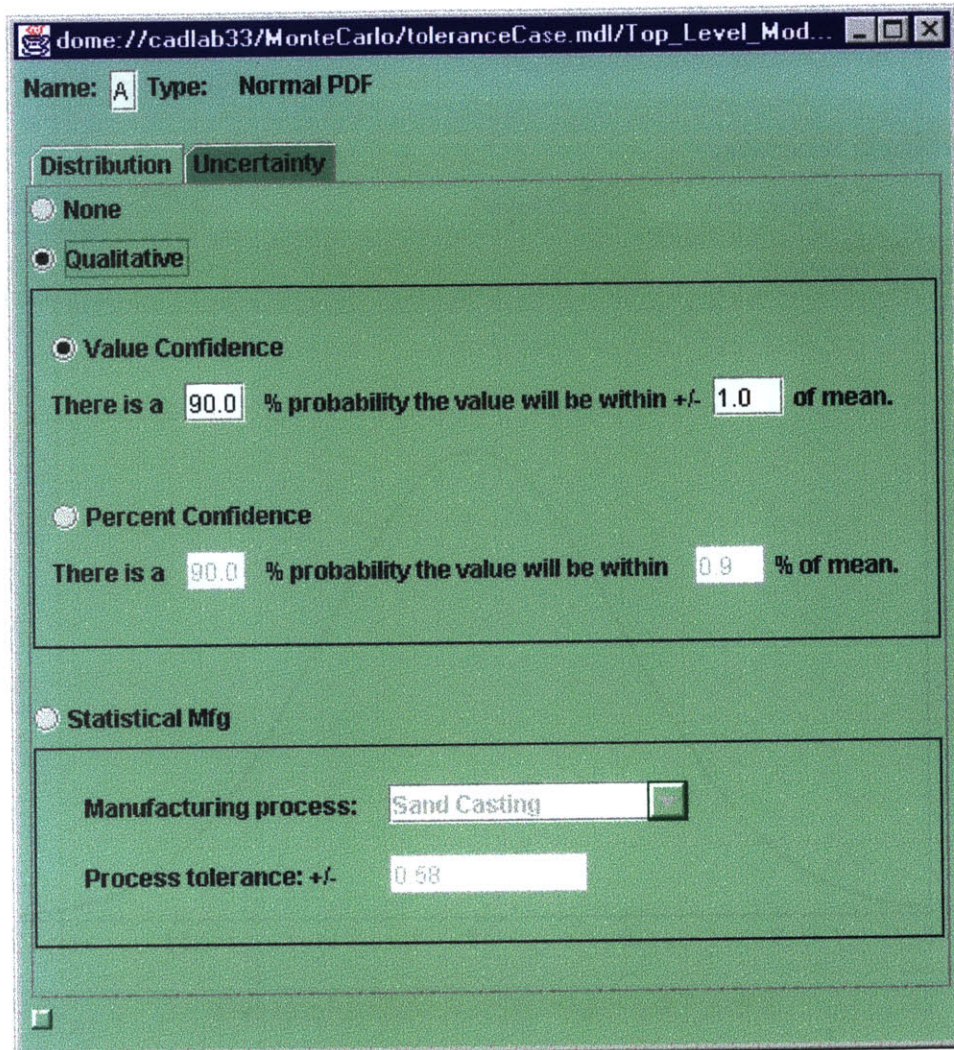 dome://cadlab33/MonteCarlo/toleranceCase.mdl/Top_Level_Mod...
Name: A Type: Normal PDF
Distribution Uncertainty
None
Qualitative
Value Confidence
There is a 90.0 % probability the value will be within +/- 1.0 of mean.
Percent Confidence
There is a 90.0 % probability the value will be within 0.9 % of mean.
Statistical Mfg
Manufacturing process: Sand Casting
Process tolerance: +/- 0.58